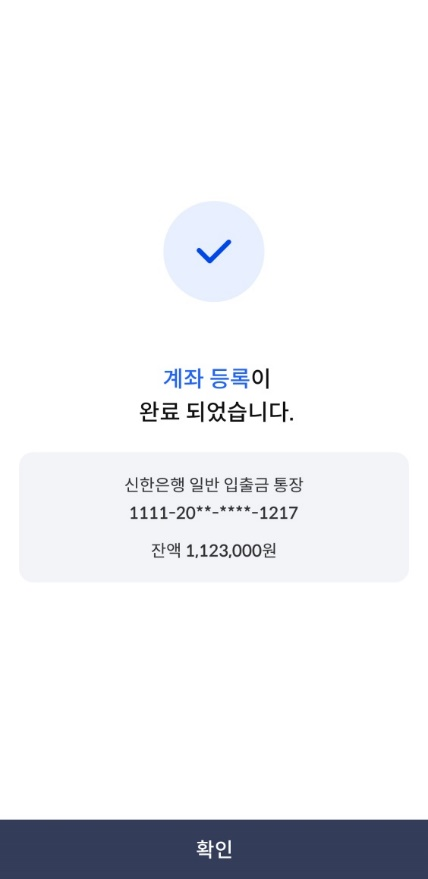 계좌 등록이
완료 되었습니다.
신한은행 일반 입출금 통장
1111-20**-****-1217
잔액 1,123,000원
확인